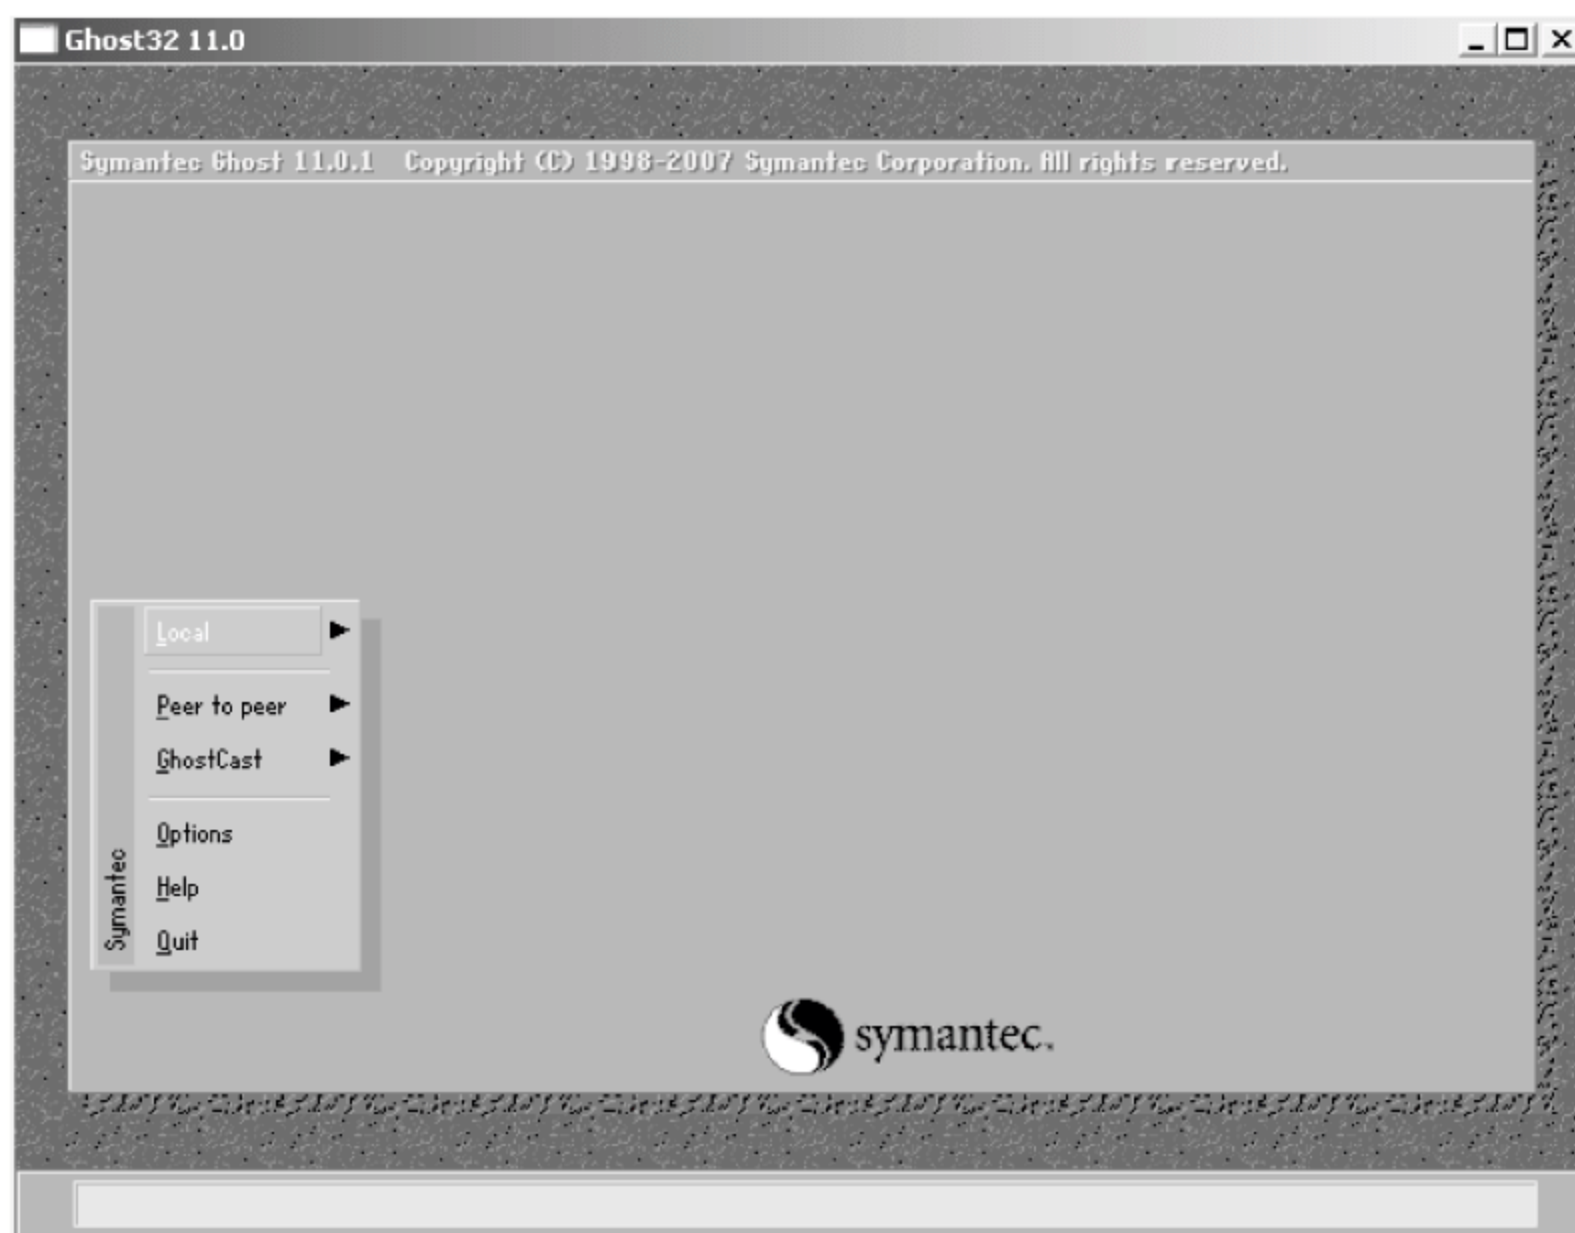 Ghost32 11.0
Symantec Ghost 11.0.1 Copyright (C) 1998-2007 Symantec Corporation. All rights reserved.
Local
Peer to peer
GhostCast
Options
Help
Quit
Symantec
symantec.